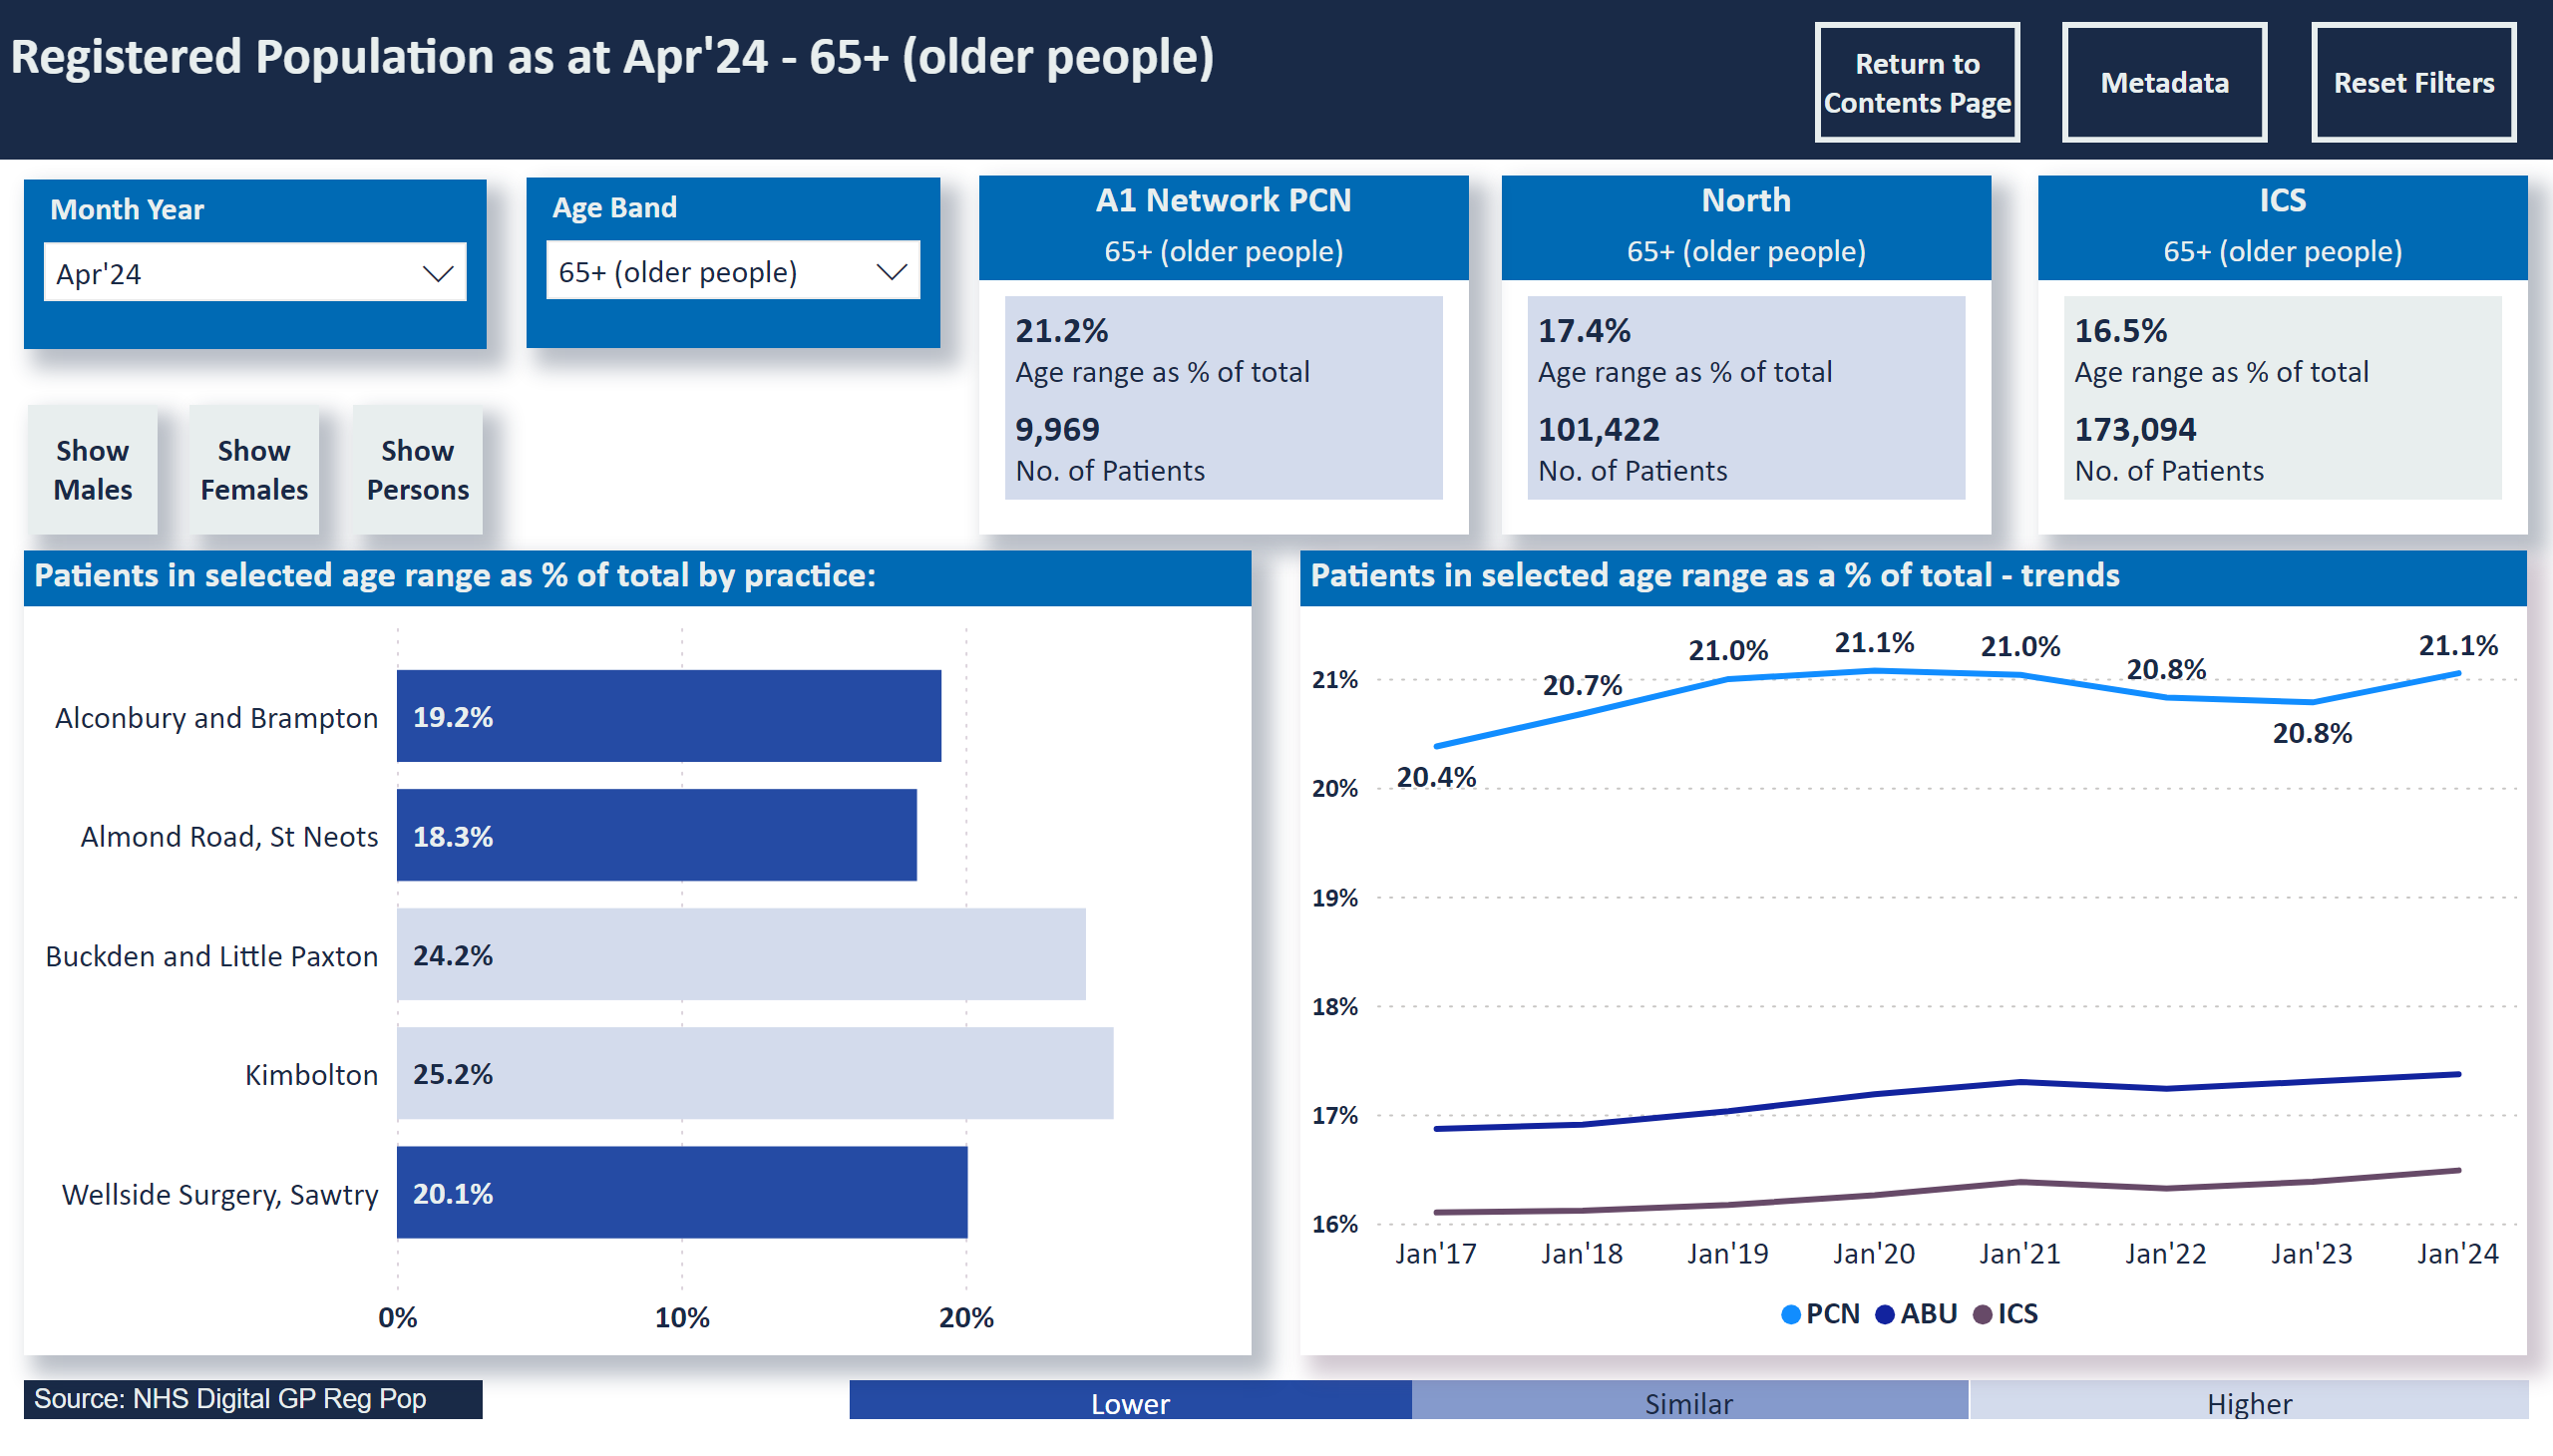 Registered Population as at Apr'24 - 65+ (older people)
Return to
Contents Page
Metadata
Reset Filters
Month Year
Apr'24
Age Band
65+ (older people)
A1 Network PCN
65+ (older people)
21.2%
Age range as % of total
9,969
No. of Patients
North
65+ (older people)
17.4%
Age range as % of total
101,422
No. of Patients
ICS
65+ (older people)
16.5%
Age range as % of total
173,094
No. of Patients
Show
Males
Show
Females
Show
Persons
Patients in selected age range as % of total by practice:
Alconbury and Brampton
19.2%
Almond Road, St Neots
18.3%
Buckden and Little Paxton
24.2%
Kimbolton
25.2%
Wellside Surgery, Sawtry
20.1%
0%
10%
20%
Patients in selected age range as a % of total - trends
21%
20%
19%
18%
17%
16%
20.4%
20.7%
21.0%
21.1%
21.0%
20.8%
20.8%
21.1%
Jan'17
Jan'18
Jan'19
Jan'20
Jan'21
Jan'22
Jan'23
Jan'24
PCN
ABU
ICS
Source: NHS Digital GP Reg Pop
Lower
Similar
Higher